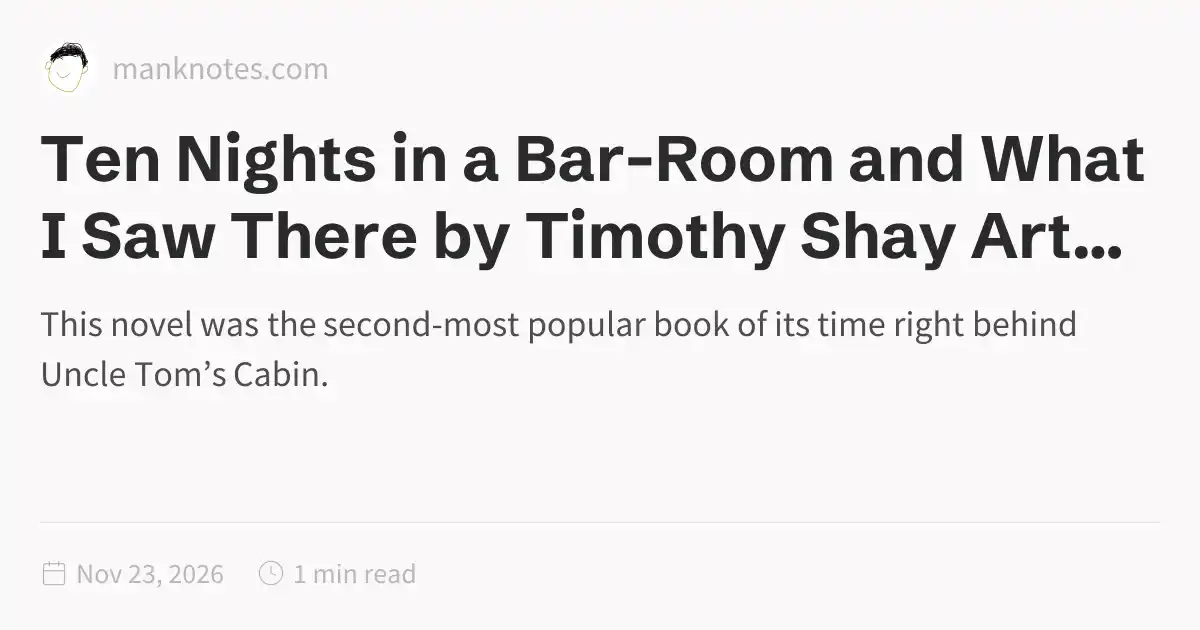 manknotes.com
Ten Nights in a Bar-Room and What
I Saw There by Timothy Shay Art...
This novel was the second-most popular book of its time right behind
Uncle Tom’s Cabin.
Nov 23, 2026 1 min read